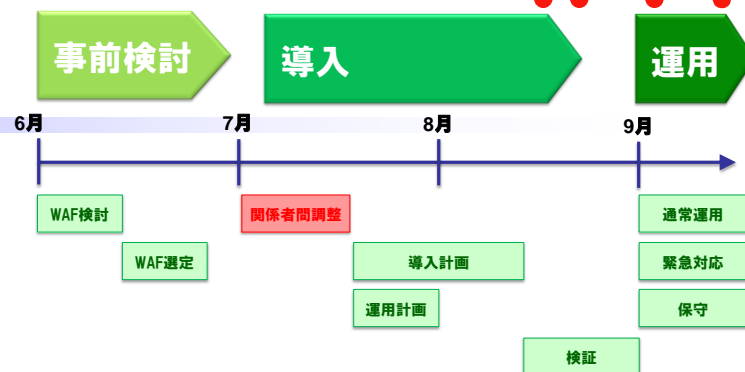 事前検討
導入
運用
6月
7月
8月
9月
WAF検討
関係者間調整
通常運用
WAF選定
導入計画
緊急対応
運用計画
保守
検証